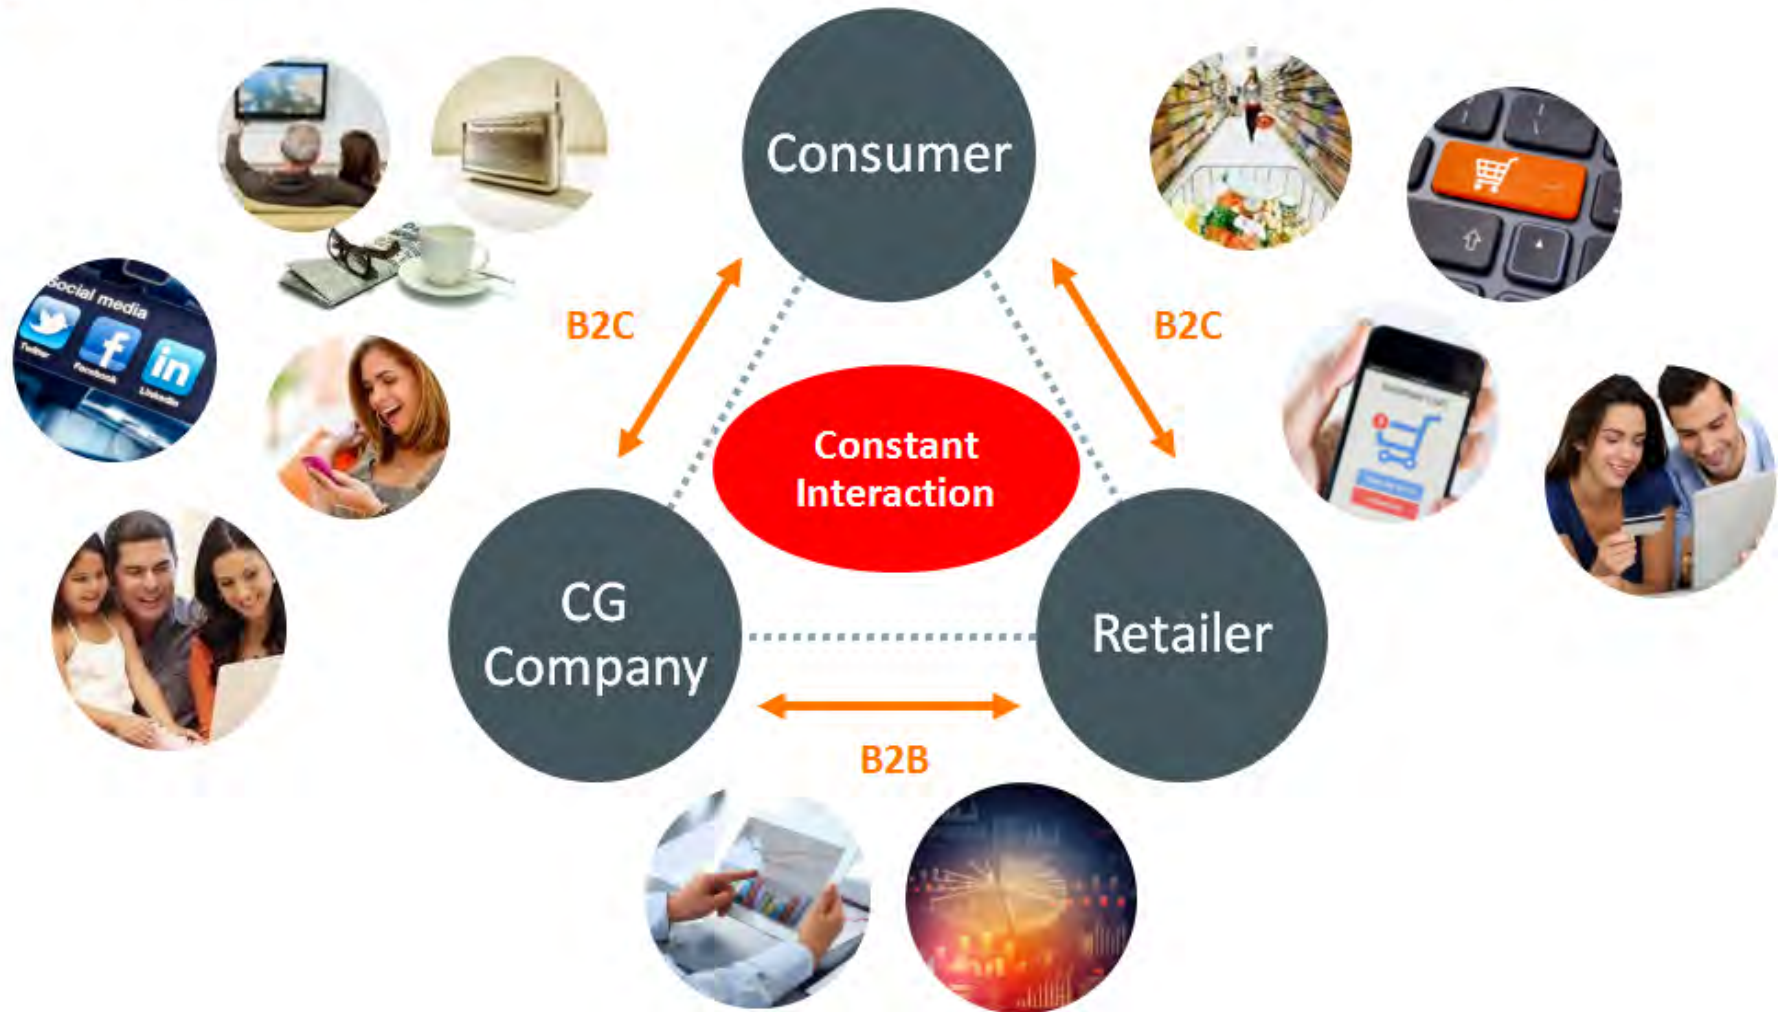 Consumer
Social media
Twitter
Facebook
LinkedIn
B2C
B2C
Constant
Interaction
CG
Company
Retailer
B2B